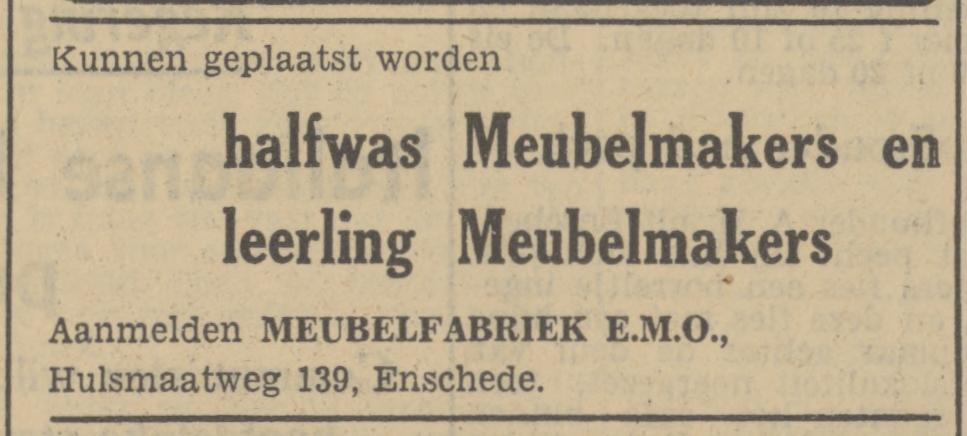 Kunnen geplaatst worden
halfwas Meubelmakers en
leerling Meubelmakers
Aanmelden MEUBELFABRIEK E.M.O.,
Hulsmaatweg 139, Enschede.